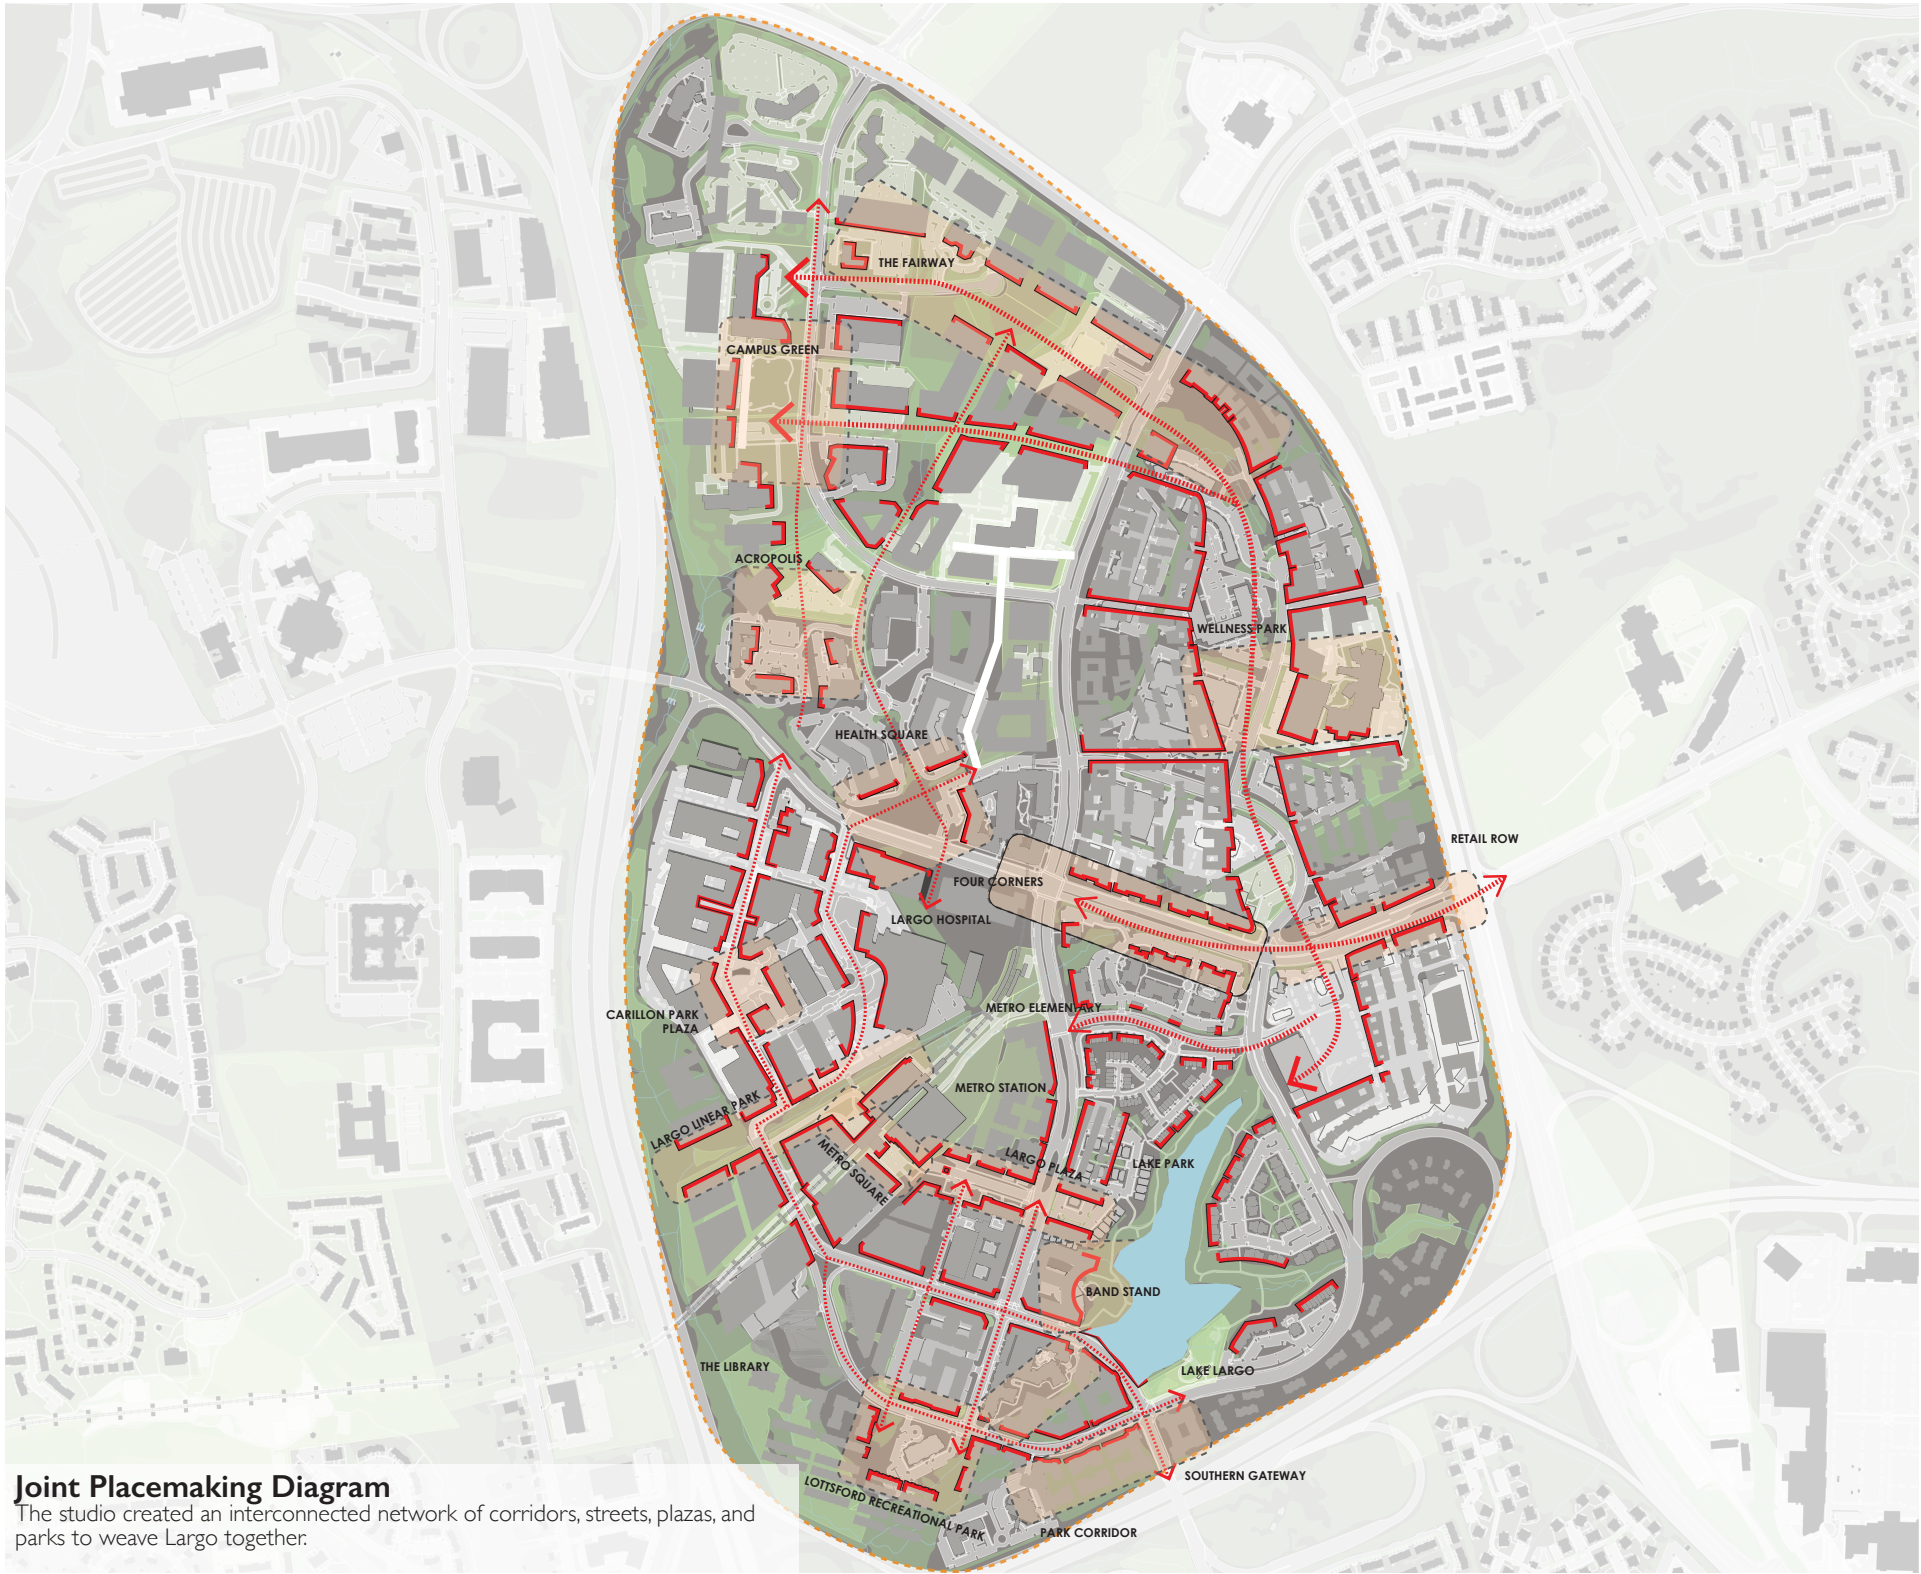 THE FAIRWAY
CAMPUS GREEN
ACROPOLIS
WELLNESS PARK
HEALTH SQUARE
RETAIL ROW
FOUR CORNERS
LARGO HOSPITAL
METRO ELEMENTARY
CARILLON PARK
PLAZA
METRO STATION
LARGO LINEAR PARK
METRO SQUARE
LARGO PLAZA
LAKE PARK
BAND STAND
THE LIBRARY
LAKE LARGO
SOUTHERN GATEWAY
LOTTSFORD RECREATIONAL PARK
PARK CORRIDOR
Joint Placemaking Diagram
The studio created an interconnected network of corridors, streets, plazas, and
parks to weave Largo together.